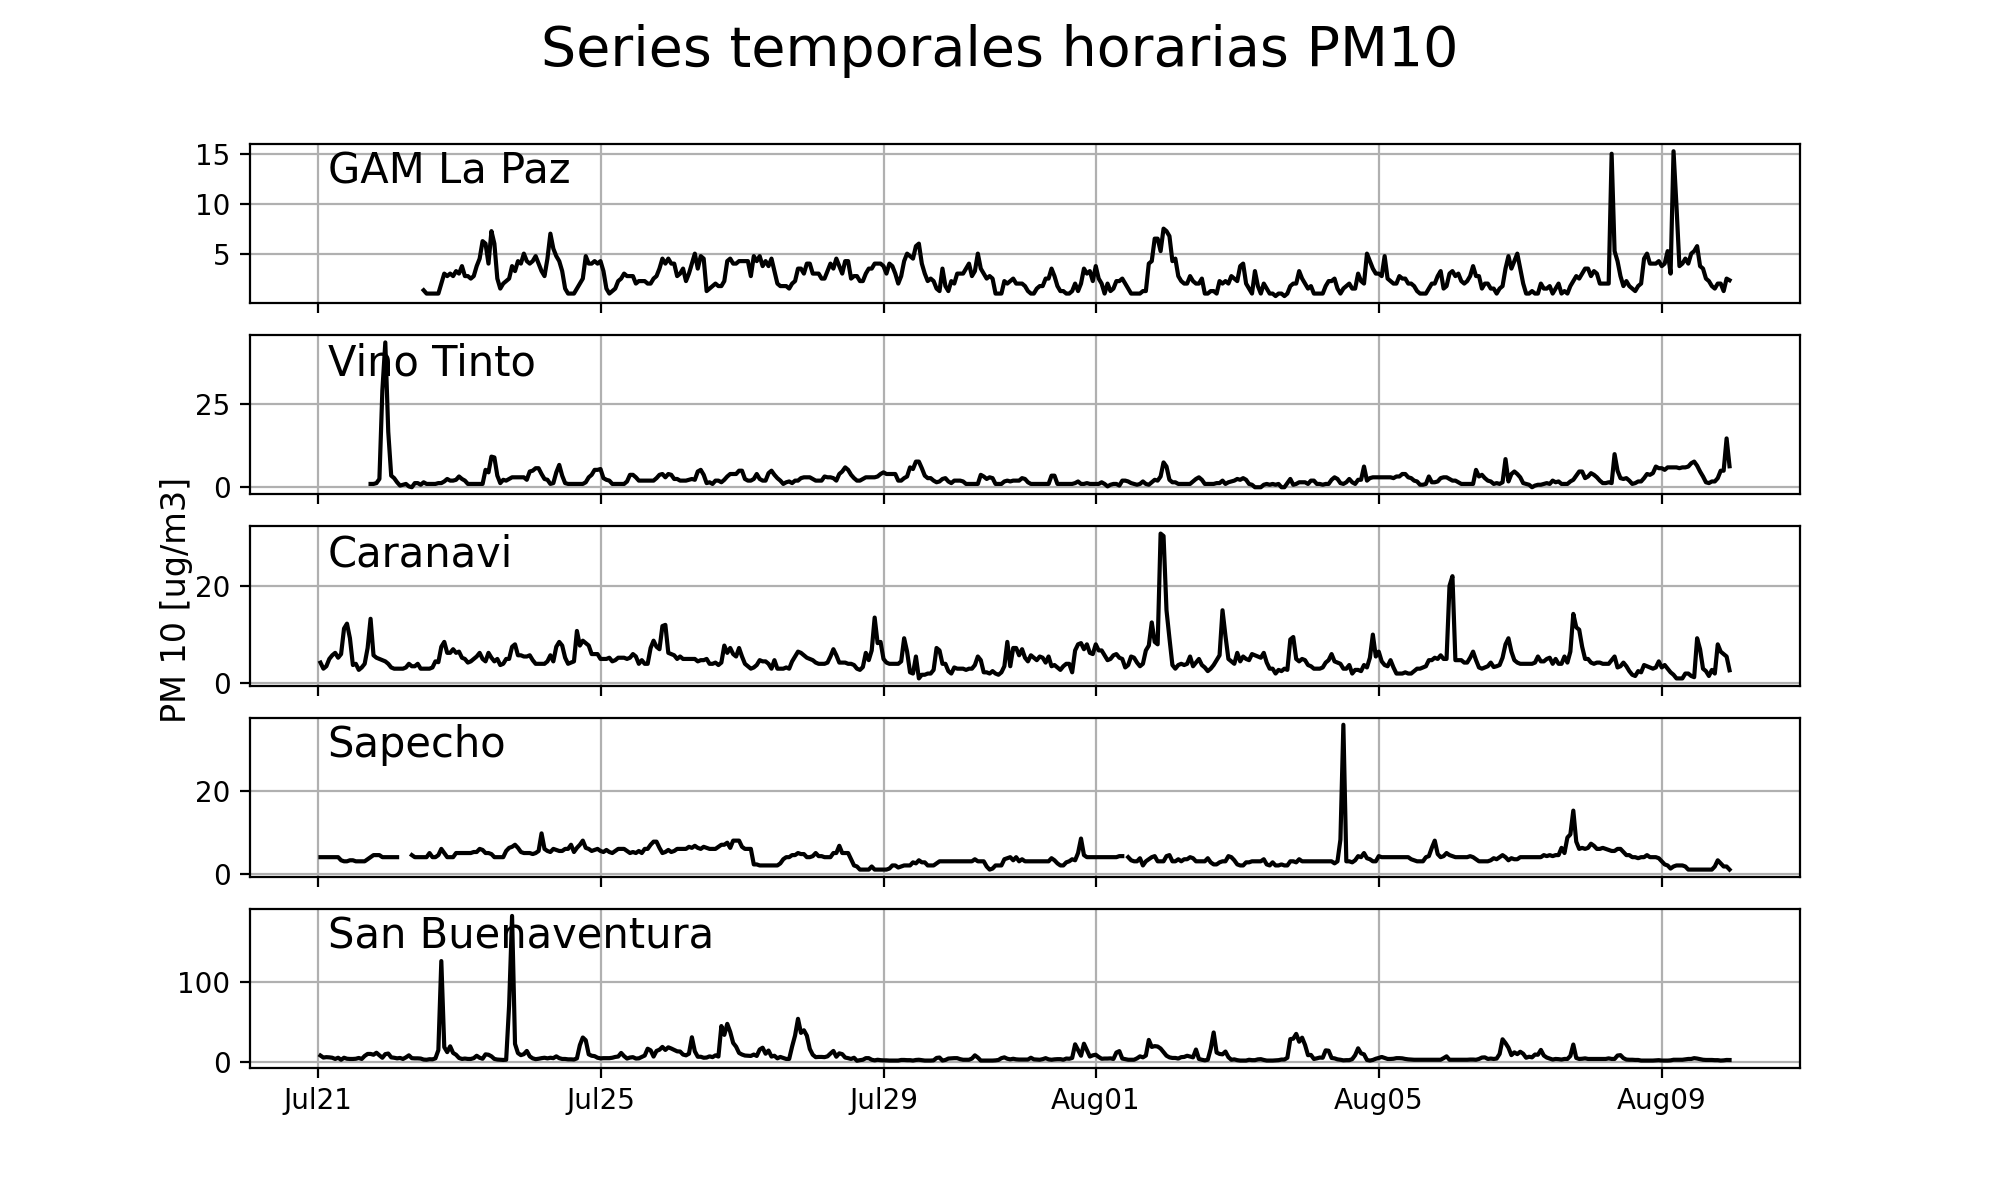 Series temporales horarias PM10
GAM La Paz
15
10
5
Vino Tinto
25
0
Caranavi
20
0
PM 10 [ug/m3]
Sapecho
20
0
San Buenaventura
100
0
Jul21 Jul25 Jul29 Aug01 Aug05 Aug09